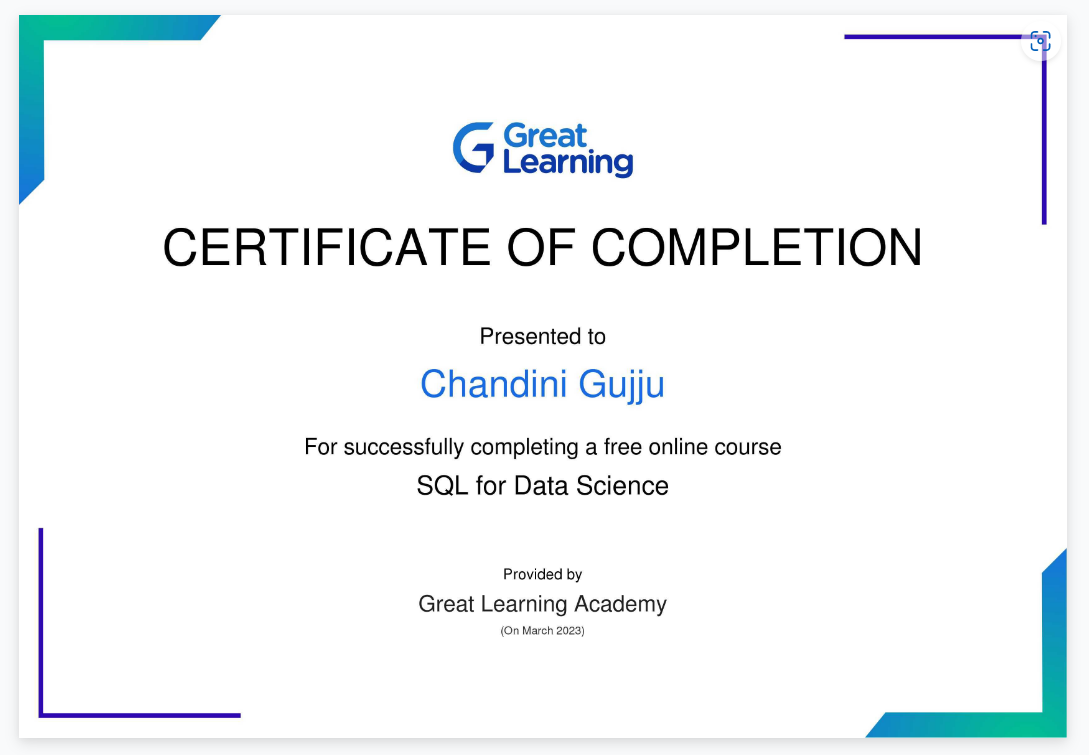 Great
Learning
CERTIFICATE OF COMPLETION
Presented to
Chandini Gujju
For successfully completing a free online course
SQL for Data Science
Provided by
Great Learning Academy
(On March 2023)